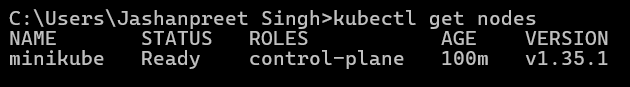 C:\Users\Jashanpreet Singh>kubectl get nodes
NAME       STATUS   ROLES           AGE    VERSION
minikube   Ready    control-plane   100m   v1.35.1